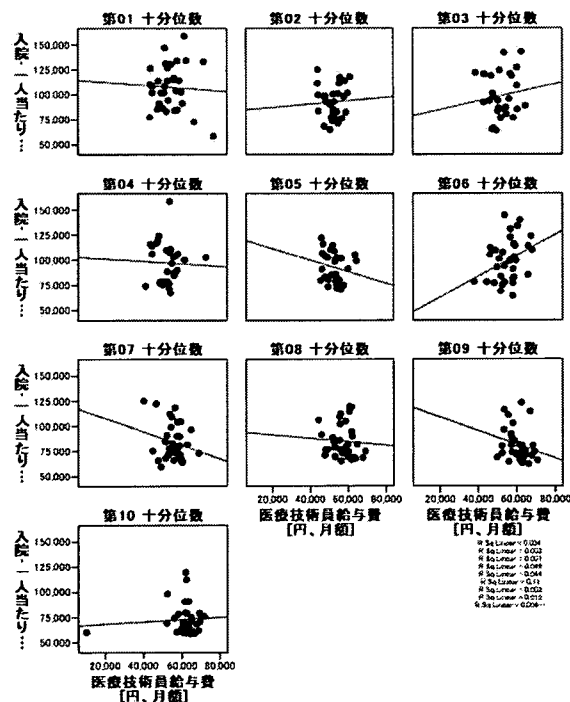 第01 十分位数
第02 十分位数
第03 十分位数
入院,一人当たり…
150,000
125,000
100,000
75,000
50,000
第04 十分位数
第05 十分位数
第06 十分位数
入院,一人当たり…
150,000
125,000
100,000
75,000
50,000
第07 十分位数
第08 十分位数
第09 十分位数
入院,一人当たり…
150,000
125,000
100,000
75,000
50,000
20,000 40,000 60,000 80,000
20,000 40,000 60,000 80,000
医療技術員給与費
[円、月額]
医療技術員給与費
[円、月額]
第10 十分位数
入院,一人当たり…
150,000
125,000
100,000
75,000
50,000
20,000 40,000 60,000 80,000
医療技術員給与費
[円、月額]